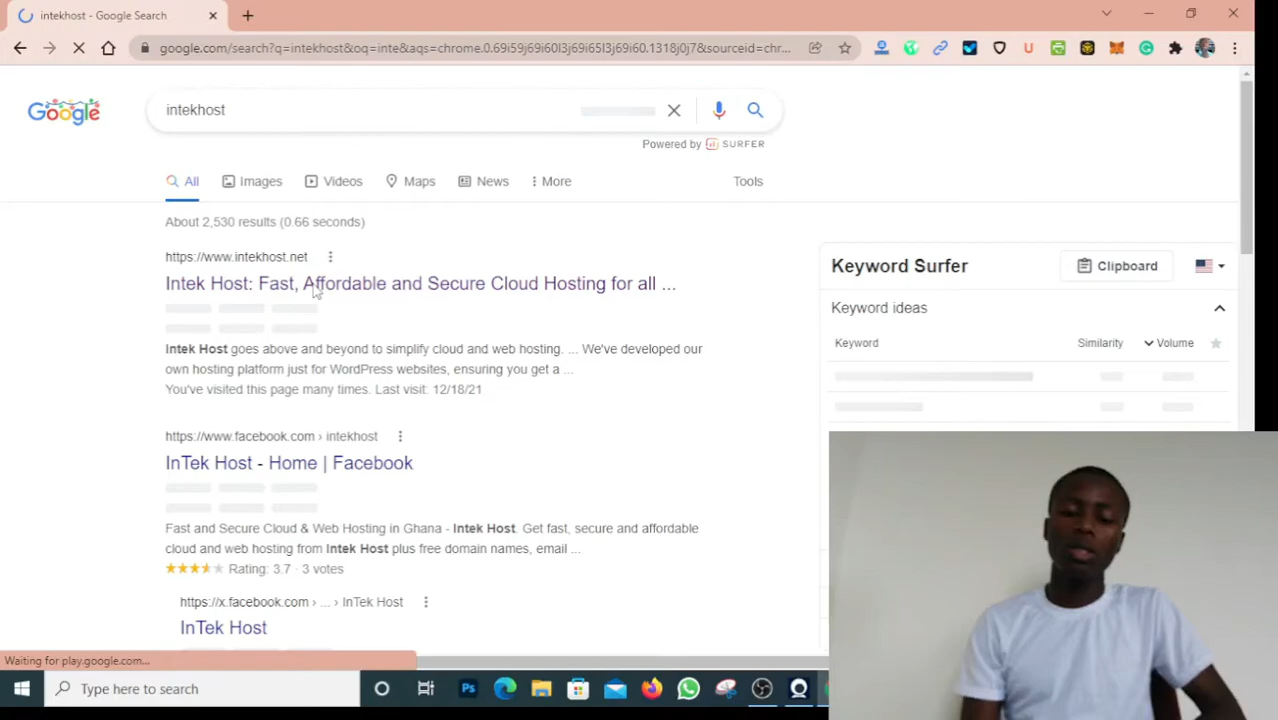 intekhost - Google Search
google.com/search?q=intekhost&oq=inte&aqs=chrome.0.69i59j69i60l3j69i65l3j69i60.1318j0j7&sourceid=chr...
Google
intekhost
Powered by SURFER
All Images Videos Maps News More Tools
About 2,530 results (0.66 seconds)
https://www.intekhost.net
Intek Host: Fast, Affordable and Secure Cloud Hosting for all ...
Intek Host goes above and beyond to simplify cloud and web hosting. ... We've developed our
own hosting platform just for WordPress websites, ensuring you get a ...
You've visited this page many times. Last visit: 12/18/21
https://www.facebook.com › intekhost
InTek Host - Home | Facebook
Fast and Secure Cloud & Web Hosting in Ghana - Intek Host. Get fast, secure and affordable
cloud and web hosting from Intek Host plus free domain names, email ...
Rating: 3.7 · 3 votes
https://x.facebook.com › ... › InTek Host
InTek Host
Keyword Surfer
Clipboard
Keyword ideas
Keyword Similarity Volume
Waiting for play.google.com...
Type here to search
Ps